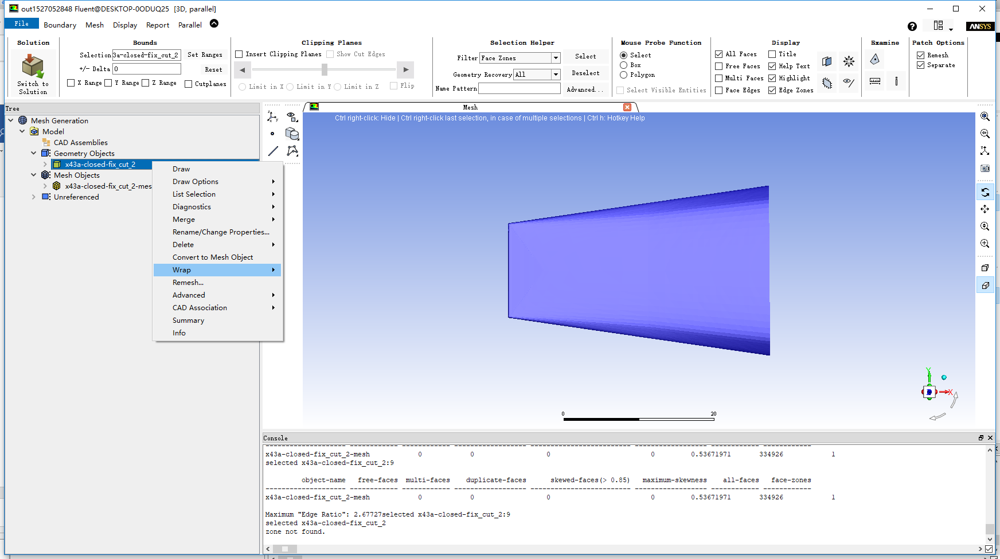 out1527052848 Fluent@DESKTOP-0ODUQ25 [3D, parallel]
File Boundary Mesh Display Report Parallel
ANSYS
Solution
Switch to
Solution
Bounds
Selection 3a-closed-fix_cut_2 Set Ranges
+/- Delta 0 Reset
X Range Y Range Z Range Cutplanes
Clipping Planes
Insert Clipping Planes Show Cut Edges
Limit in X Limit in Y Limit in Z Flip
Selection Helper
Filter Face Zones Select
Geometry Recovery All Deselect
Name Pattern Advanced...
Mouse Probe Function
Select
Box
Polygon
Select Visible Entities
Display
All Faces Title
Free Faces Help Text
Multi Faces Highlight
Face Edges Edge Zones
Examine
Patch Options
Remesh
Separate
Tree
Mesh Generation
Model
CAD Assemblies
Geometry Objects
x43a-closed-fix_cut_2
Mesh Objects
x43a-closed-fix_cut_2-mes
Unreferenced
Draw
Draw Options
List Selection
Diagnostics
Merge
Rename/Change Properties...
Delete
Convert to Mesh Object
Wrap
Remesh...
Advanced
CAD Association
Summary
Info
Mesh
Ctrl right-click: Hide | Ctrl right-click last selection, in case of multiple selections | Ctrl h: Hotkey Help
Y
X
0 20
Console
x43a-closed-fix_cut_2-mesh 0 0 0 0 0.53671971 334926 1
selected x43a-closed-fix_cut_2:9
object-name free-faces multi-faces duplicate-faces skewed-faces(> 0.85) maximum-skewness all-faces face-zones
x43a-closed-fix_cut_2-mesh 0 0 0 0 0.53671971 334926 1
Maximum "Edge Ratio": 2.67727selected x43a-closed-fix_cut_2:9
selected x43a-closed-fix_cut_2
zone not found.